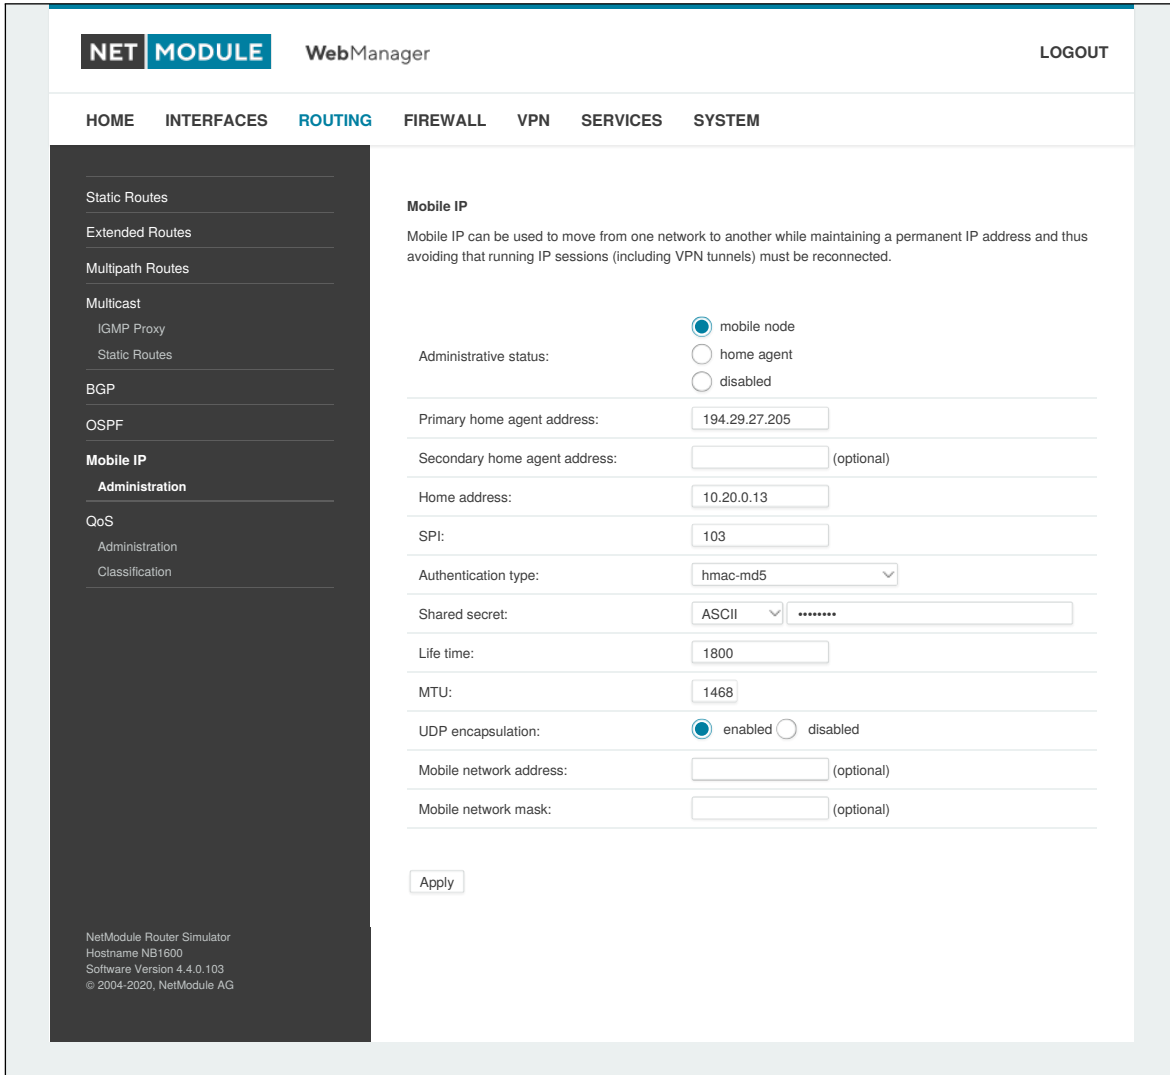 NET MODULE WebManager LOGOUT
HOME INTERFACES ROUTING FIREWALL VPN SERVICES SYSTEM
Static Routes
Extended Routes
Multipath Routes
Multicast
IGMP Proxy
Static Routes
BGP
OSPF
Mobile IP
Administration
QoS
Administration
Classification
NetModule Router Simulator
Hostname NB1600
Software Version 4.4.0.103
© 2004-2020, NetModule AG
Mobile IP
Mobile IP can be used to move from one network to another while maintaining a permanent IP address and thus
avoiding that running IP sessions (including VPN tunnels) must be reconnected.
Administrative status:
mobile node
home agent
disabled
Primary home agent address: 194.29.27.205
Secondary home agent address: (optional)
Home address: 10.20.0.13
SPI: 103
Authentication type: hmac-md5
Shared secret: ASCII ••••••••
Life time: 1800
MTU: 1468
UDP encapsulation: enabled disabled
Mobile network address: (optional)
Mobile network mask: (optional)
Apply